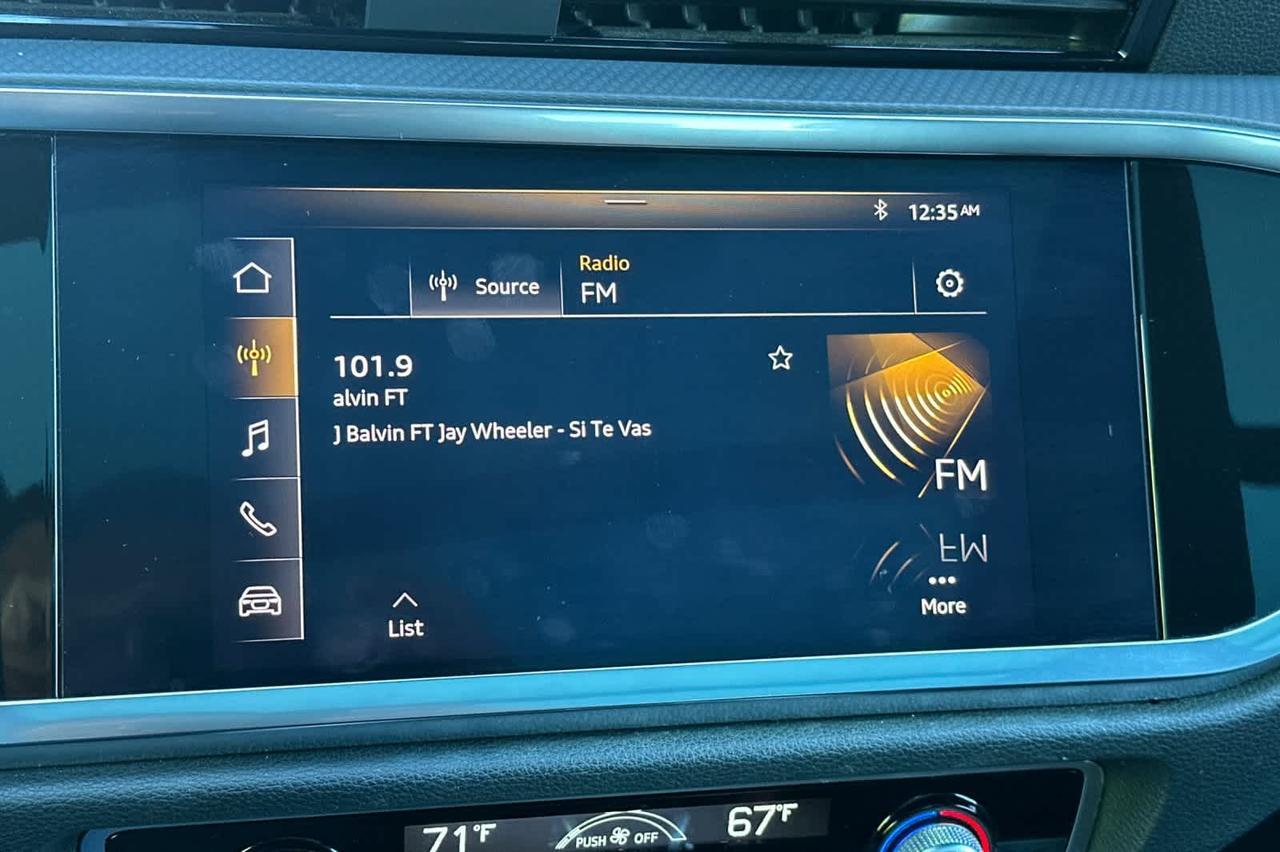 12:35 AM
Source
Radio
FM
101.9
alvin FT
J Balvin FT Jay Wheeler - Si Te Vas
FM
List
More
71°F
PUSH OFF
67°F